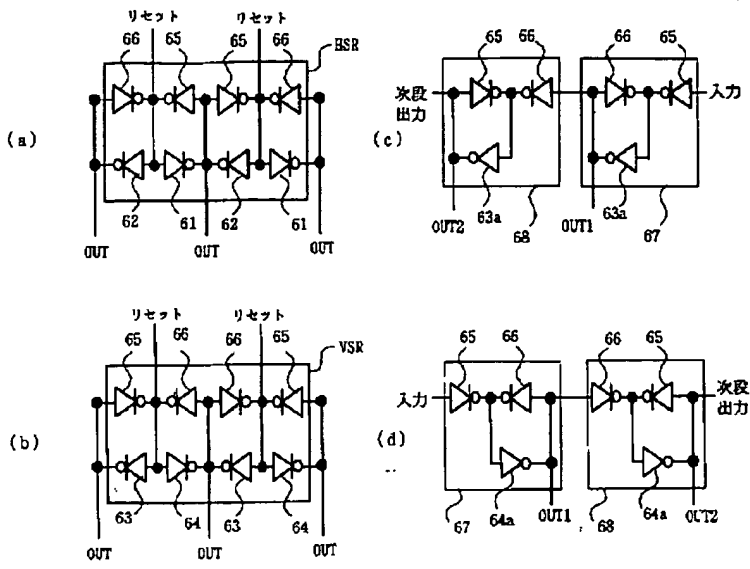 リセット リセット
66 65 65 66 HSR
(a)
62 61 62 61
OUT OUT OUT
65 66 66 65
次段
出力
入力
(c)
63a 63a
OUT2 68 OUT1 67
リセット リセット
65 66 66 65 VSR
(b)
63 64 63 64
OUT OUT OUT
65 66 66 65
入力
次段
出力
(d)
67 64a OUT1 68 64a OUT2